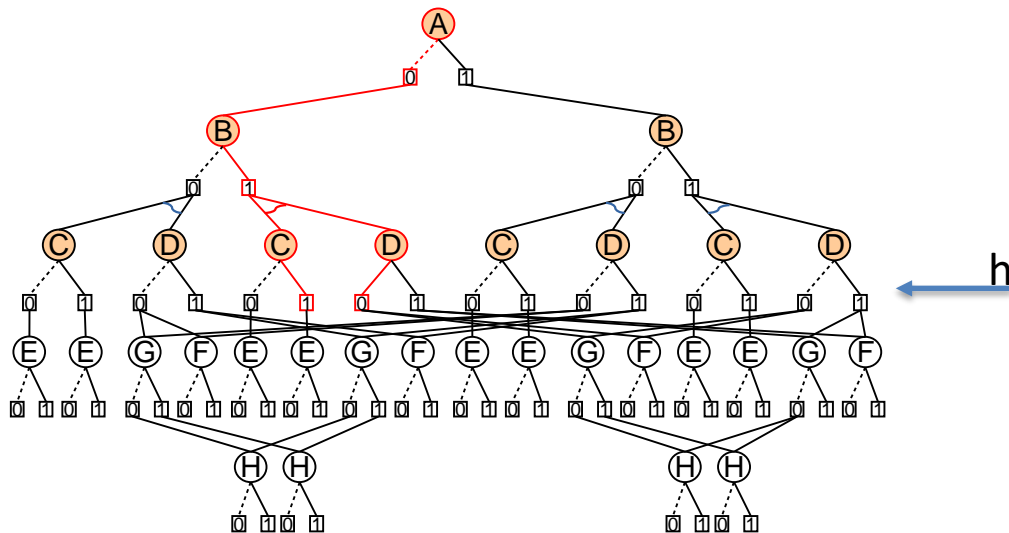 A
0 1
B B
0 1 0 1
C D C D C D C D
0 1 0 1 0 1 0 1 0 1 0 1 0 1 0 1
h
E E G F E E G F E E G F E E G F
0 1 0 1 0 1 0 1 0 1 0 1 0 1 0 1 0 1 0 1 0 1 0 1 0 1 0 1 0 1 0 1
H H H H
0 1 0 1 0 1 0 1